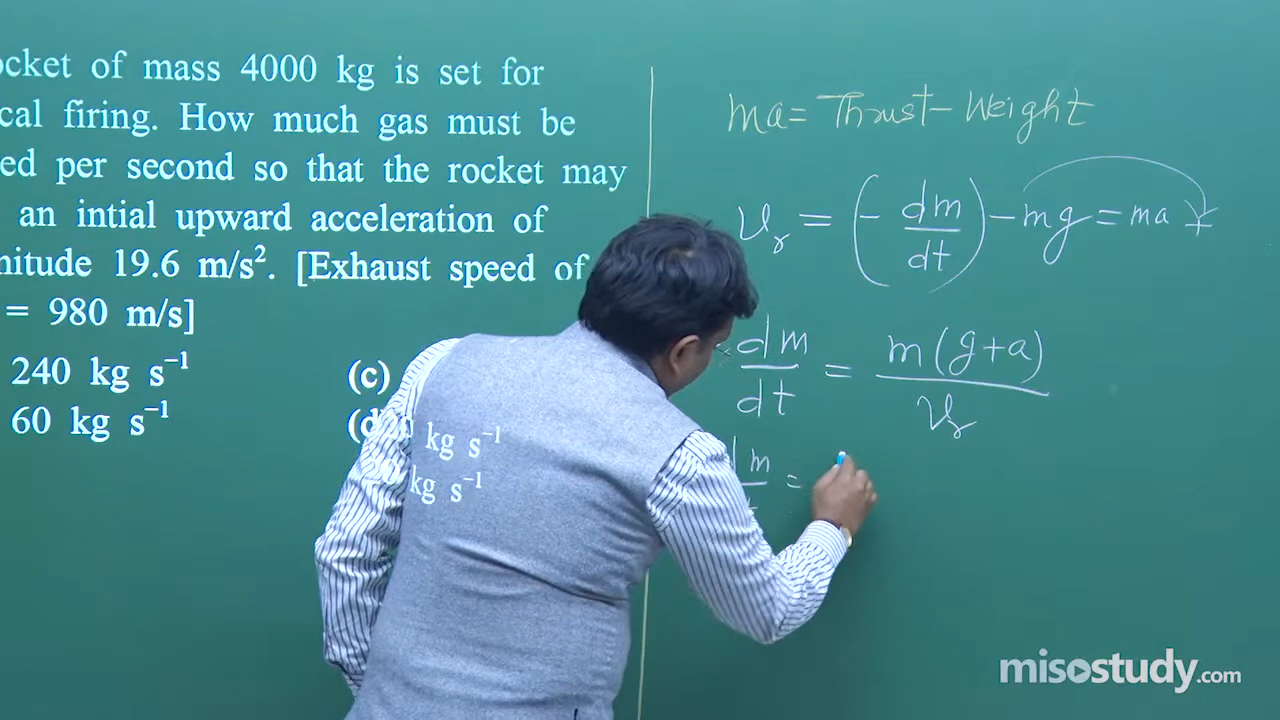 ocket of mass 4000 kg is set for
cal firing. How much gas must be
ed per second so that the rocket may
an intial upward acceleration of
nitude 19.6 m/s². [Exhaust speed of
= 980 m/s]
240 kg s⁻¹ (c)
60 kg s⁻¹ (d
kg s⁻¹
kg s⁻¹
ma = Thrust - Weight
vᵣ = (- dm/dt) - mg = ma +
dm/dt = m(g+a)/vᵣ
dm =
misostudy.com